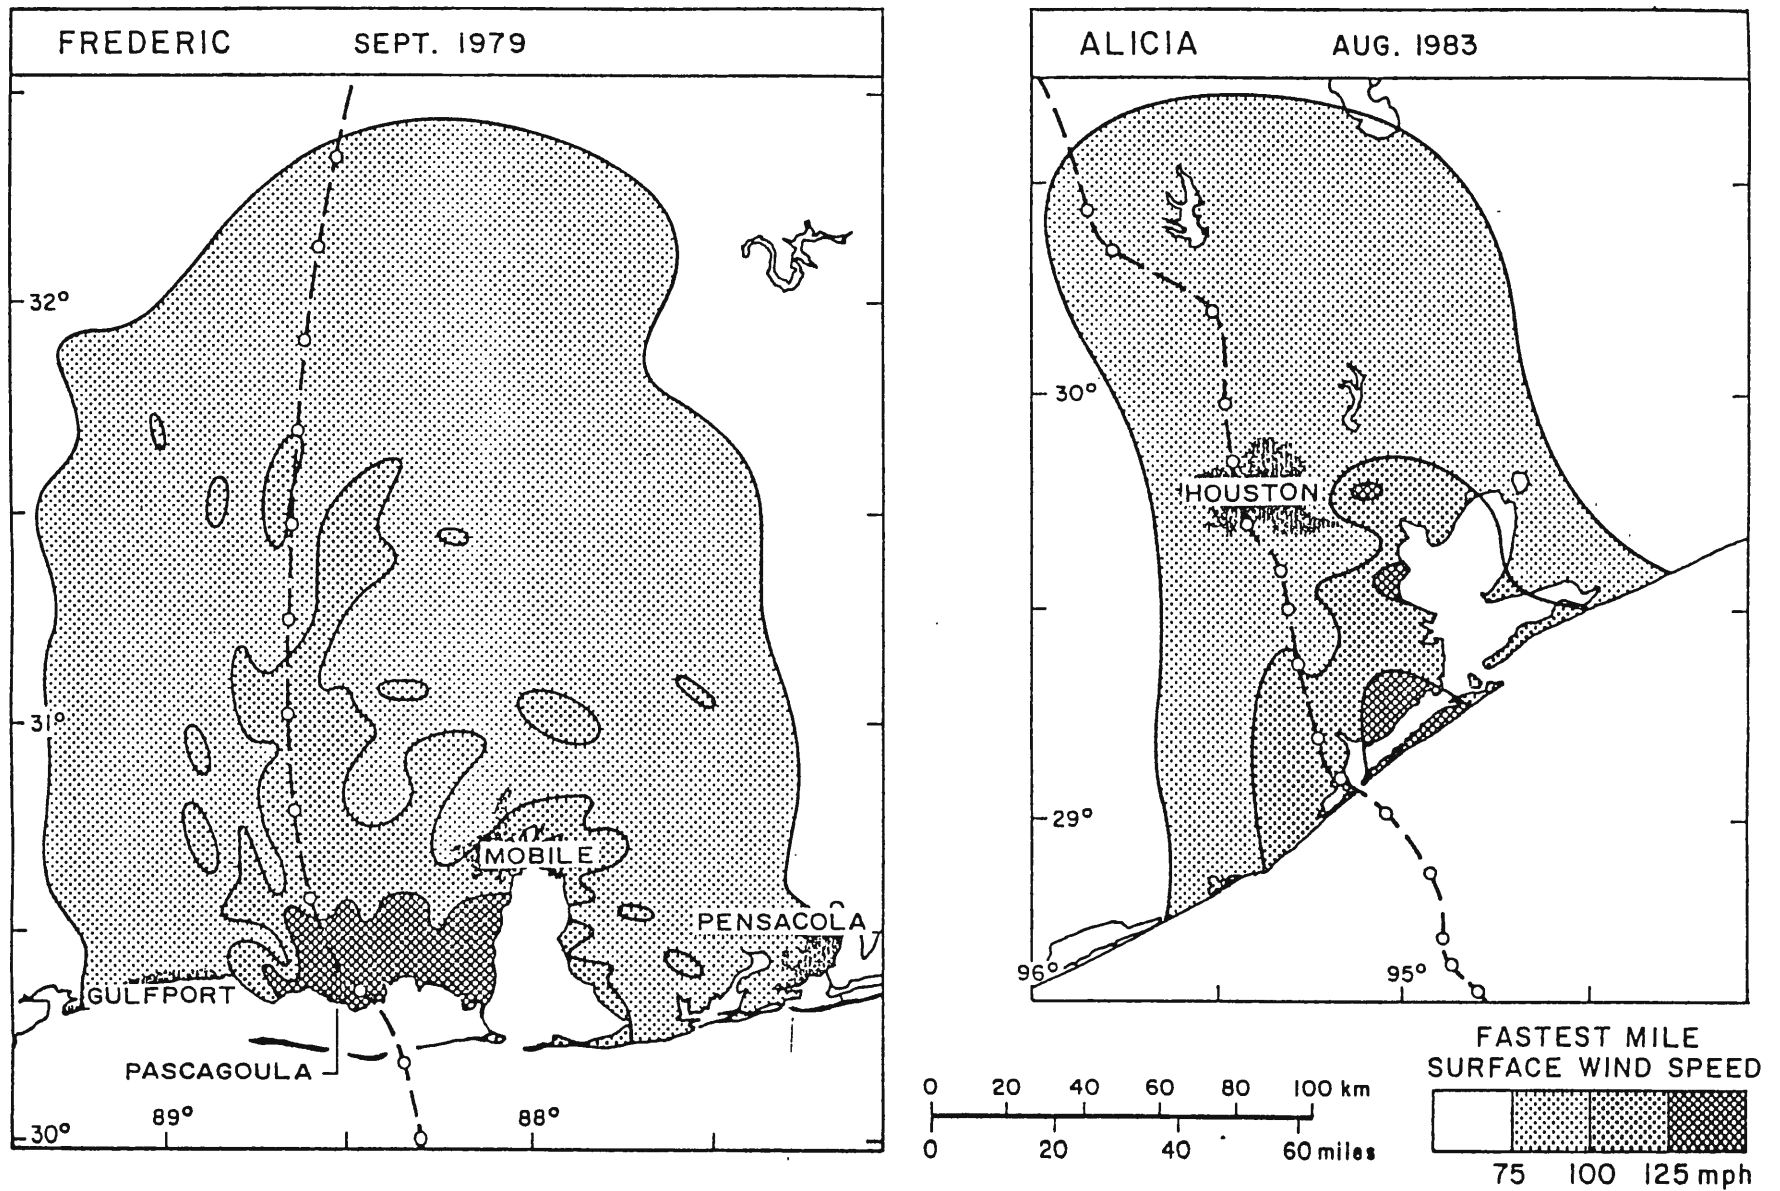 FREDERIC SEPT. 1979
32°
31°
MOBILE
PENSACOLA
GULFPORT
PASCAGOULA
89° 88°
30°
ALICIA AUG. 1983
30°
HOUSTON
29°
96° 95°
0 20 40 60 80 100 km
0 20 40 60 miles
FASTEST MILE
SURFACE WIND SPEED
75 100 125 mph